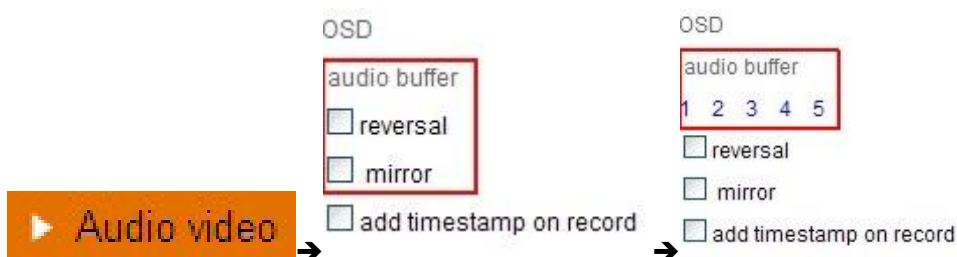 Audio video
OSD
audio buffer
reversal
mirror
add timestamp on record
OSD
audio buffer
1 2 3 4 5
reversal
mirror
add timestamp on record